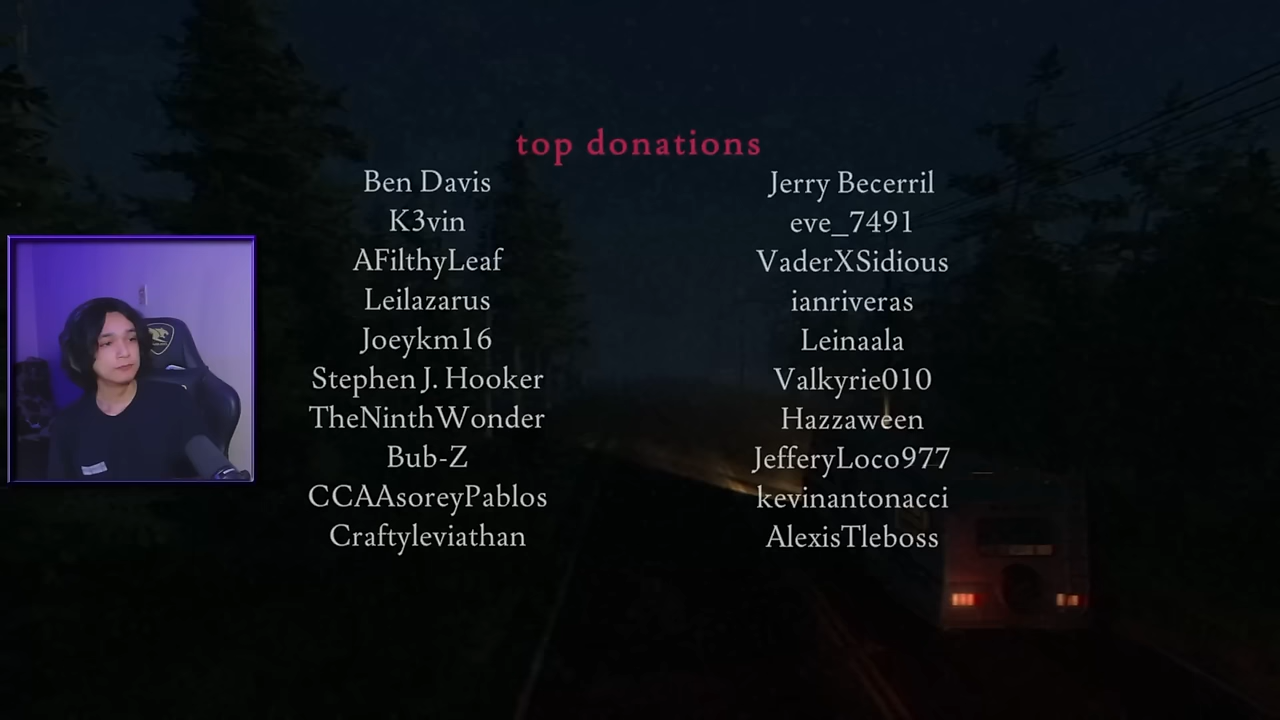 top donations
Ben Davis
K3vin
AFilthyLeaf
Leilazarus
Joeykm16
Stephen J. Hooker
TheNinthWonder
Bub-Z
CCAAsoreyPablos
Craftyleviathan
Jerry Becerril
eve_7491
VaderXSidious
ianriveras
Leinaala
Valkyrie010
Hazzaween
JefferyLoco977
kevinantonacci
AlexisTleboss